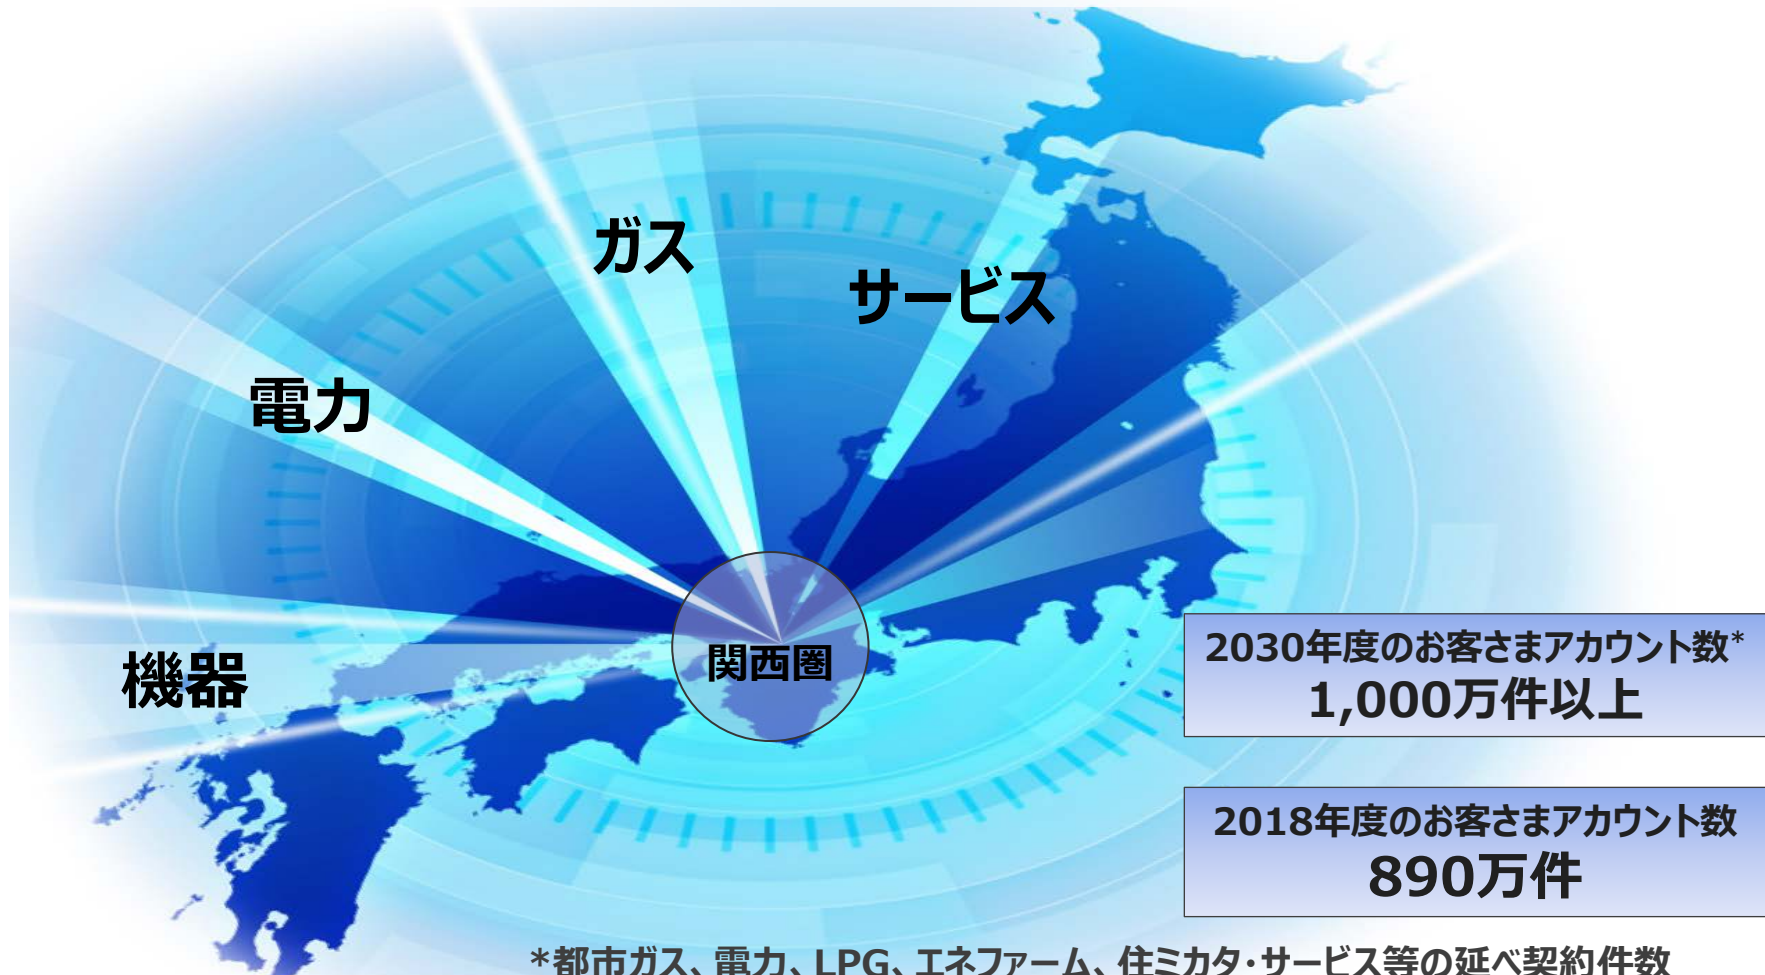 ガス
サービス
電力
機器
関西圏
2030年度のお客さまアカウント数*
1,000万件以上
2018年度のお客さまアカウント数
890万件
*都市ガス、電力、LPG、エネファーム、住ミカタ・サービス等の延べ契約件数